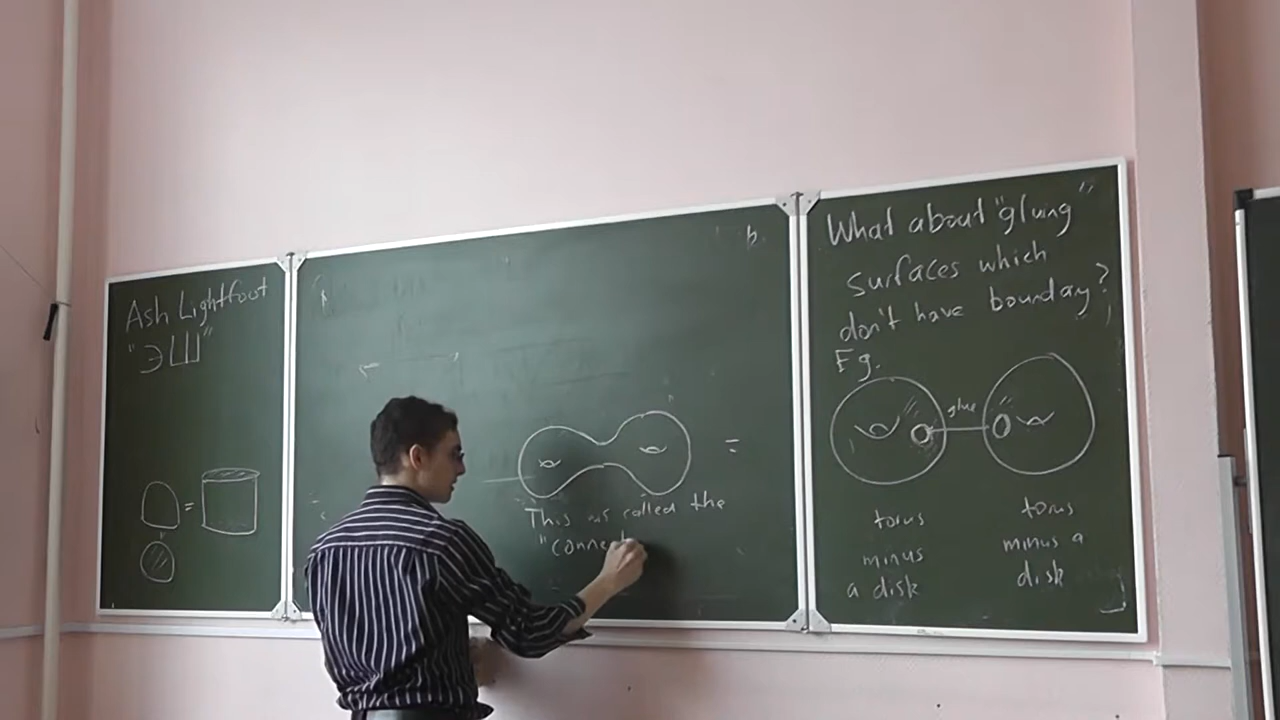 Ash Lightfoot
"ЭШ"
=
This is called the
"connect
=
What about "gluing"
surfaces which
don't have boundary?
Eg.
glue
torus
minus
a disk
torus
minus a
disk